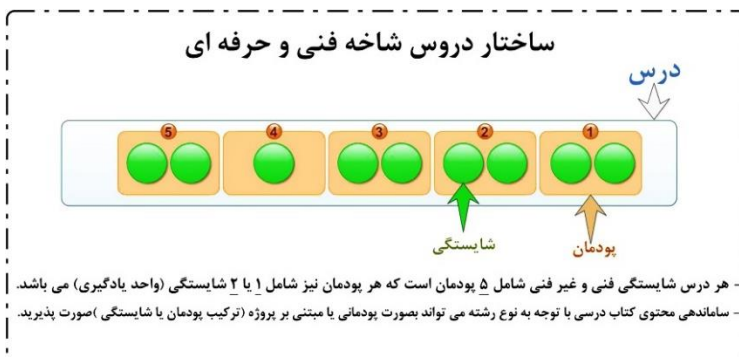 ساختار دروس شاخه فنی و حرفه ای
درس
5 4 3 2 1
شایستگی
پودمان
- هر درس شایستگی فنی و غیر فنی شامل ۵ پودمان است که هر پودمان نیز شامل ۱ یا ۲ شایستگی (واحد یادگیری) می باشد.
- ساماندهی محتوی کتاب درسی با توجه به نوع رشته می تواند بصورت پودمانی یا مبتنی بر پروژه (ترکیب پودمان یا شایستگی )صورت پذیرید.